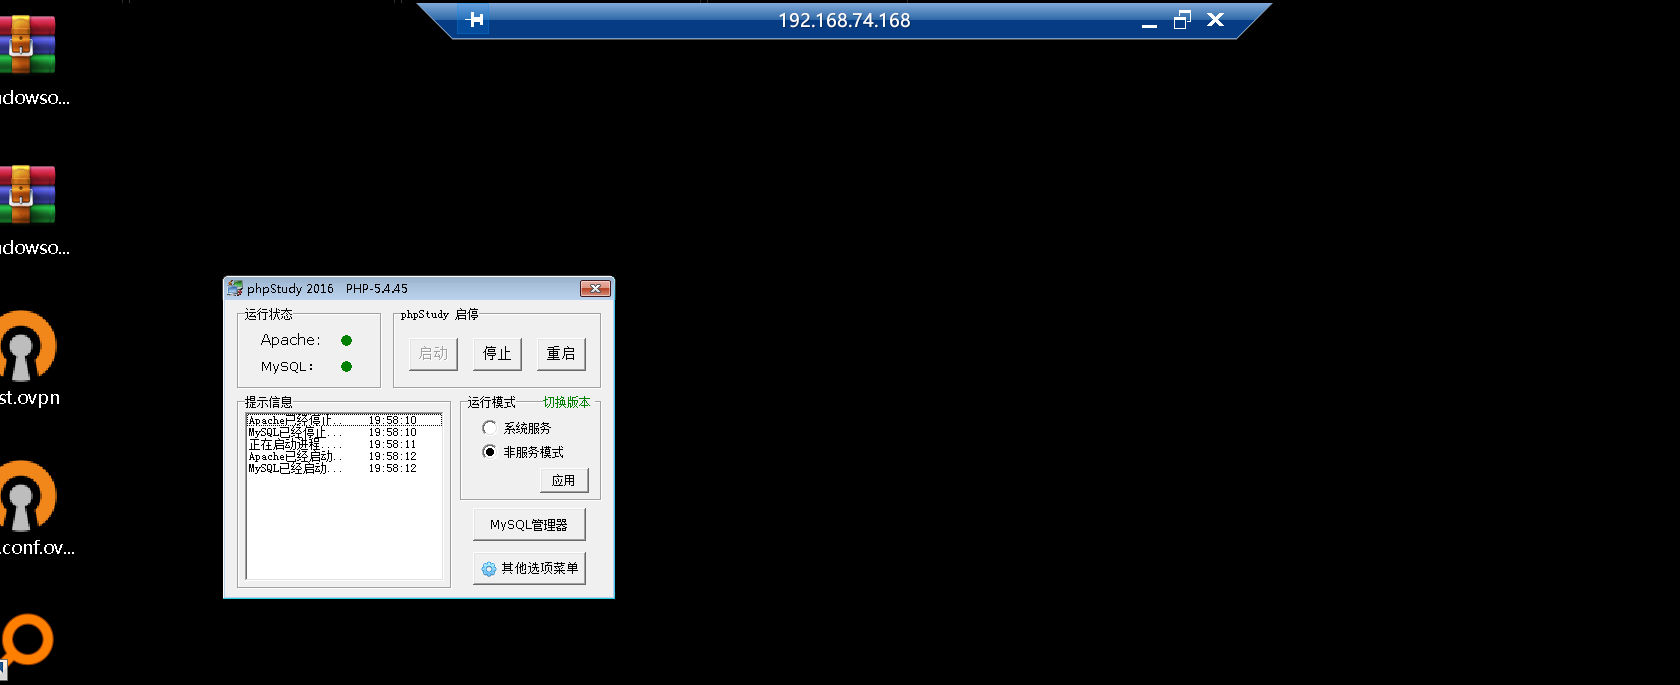 192.168.74.168
ndowso...
ndowso...
st.ovpn
.conf.ov...
phpStudy 2016 PHP-5.4.45
运行状态
Apache:
MySQL:
phpStudy 启停
启动 停止 重启
提示信息
Apache已经停止... 19:58:10
MySQL已经停止... 19:58:10
正在启动进程.... 19:58:11
Apache已经启动.. 19:58:12
MySQL已经启动... 19:58:12
运行模式 切换版本
系统服务
非服务模式
应用
MySQL管理器
其他选项菜单